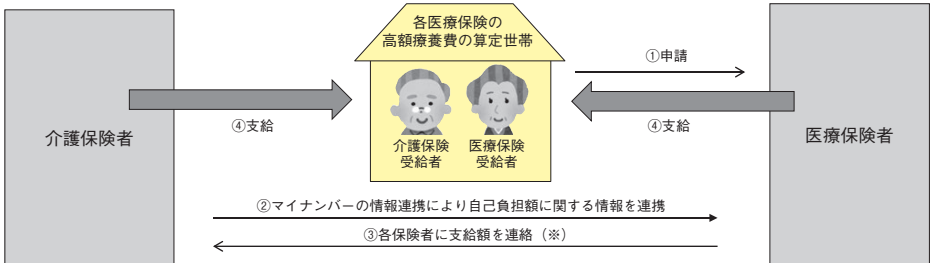 各医療保険の
高額療養費の算定世帯
①申請
④支給
④支給
介護保険者
医療保険者
介護保険
受給者
医療保険
受給者
②マイナンバーの情報連携により自己負担額に関する情報を連携
③各保険者に支給額を連絡（※）